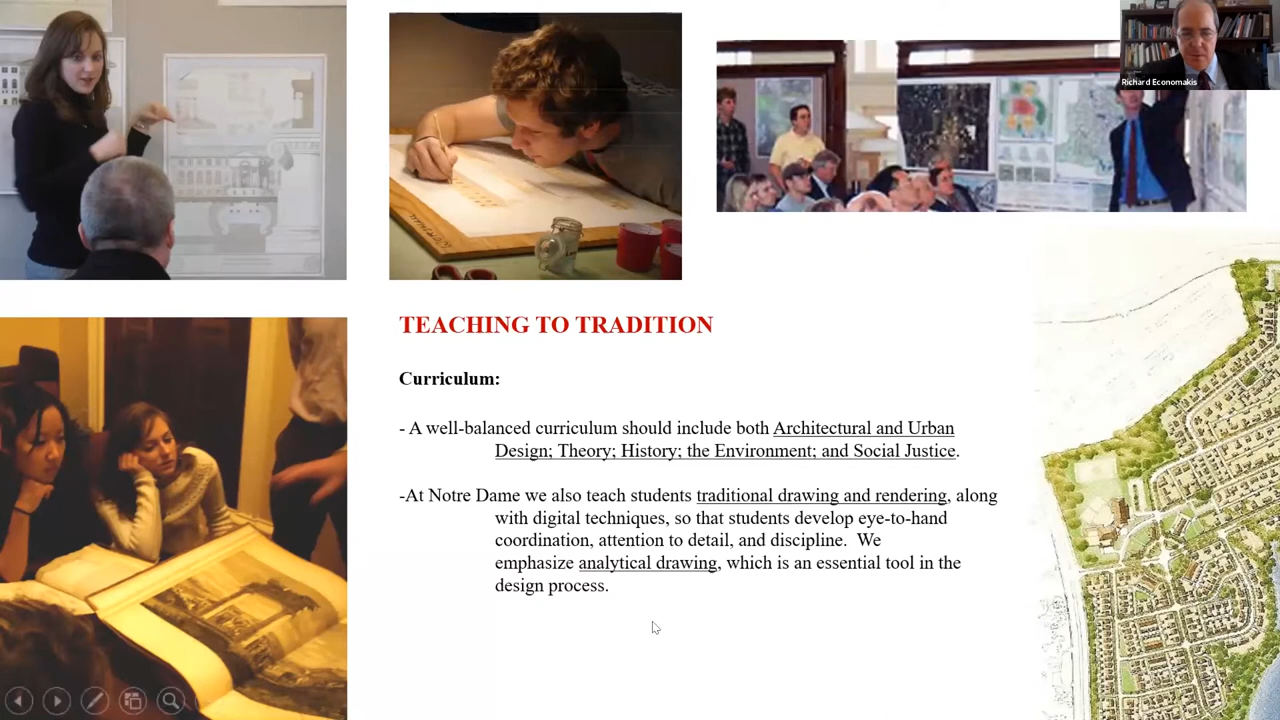 Richard Economakis
TEACHING TO TRADITION
Curriculum:
- A well-balanced curriculum should include both Architectural and Urban
Design; Theory; History; the Environment; and Social Justice.
-At Notre Dame we also teach students traditional drawing and rendering, along
with digital techniques, so that students develop eye-to-hand
coordination, attention to detail, and discipline. We
emphasize analytical drawing, which is an essential tool in the
design process.